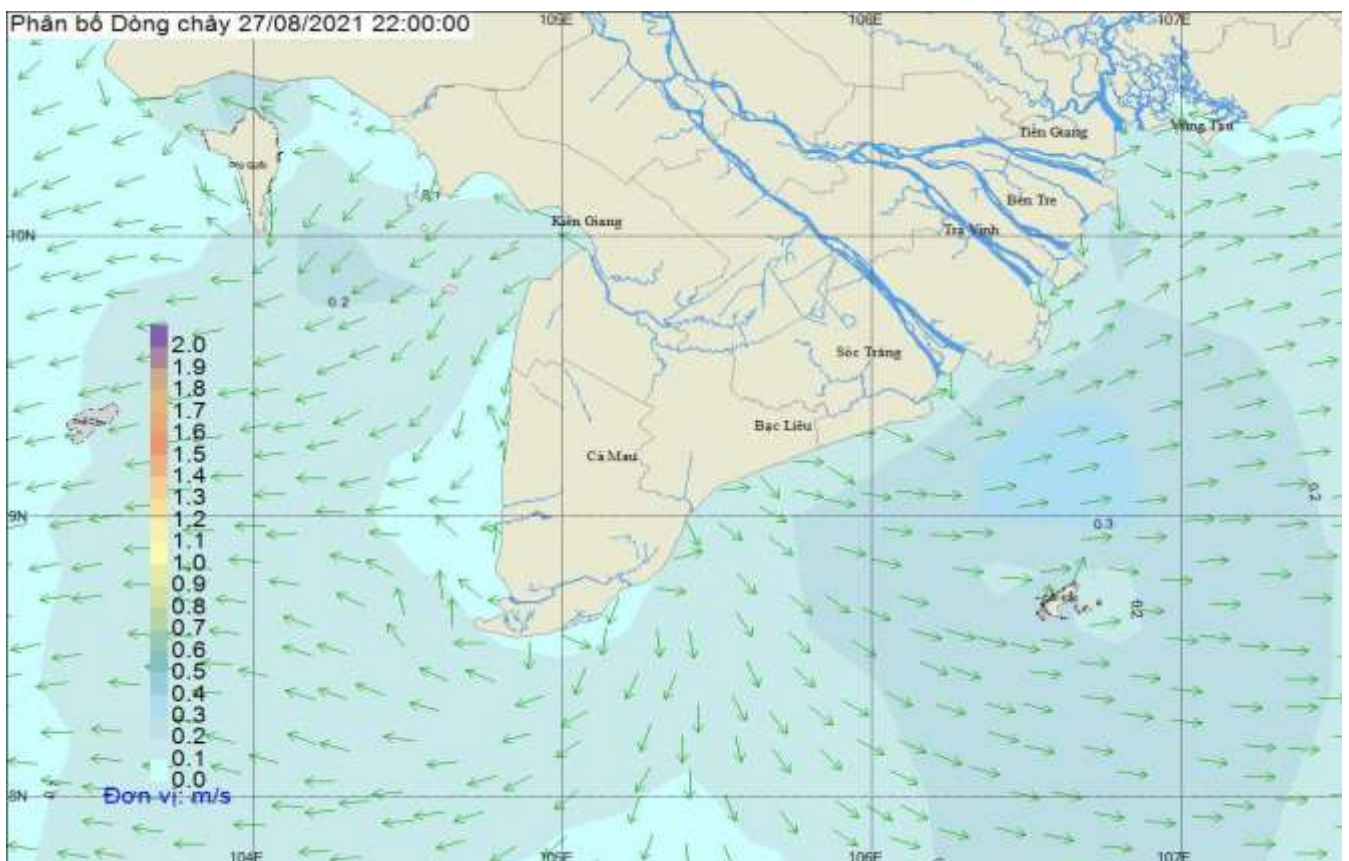 Phân bố Dòng chảy 27/08/2021 22:00:00
105E
106E
107E
Tiền Giang
Vũng Tàu
Bến Tre
Kiên Giang
Trà Vinh
10N
0.2
Sóc Trăng
Bạc Liêu
Cà Mau
0.2
9N
0.3
0.2
2.0
1.9
1.8
1.7
1.6
1.5
1.4
1.3
1.2
1.1
1.0
0.9
0.8
0.7
0.6
0.5
0.4
0.3
0.2
0.1
0.0
Đơn vị: m/s
8N
104E
105E
106E
107E